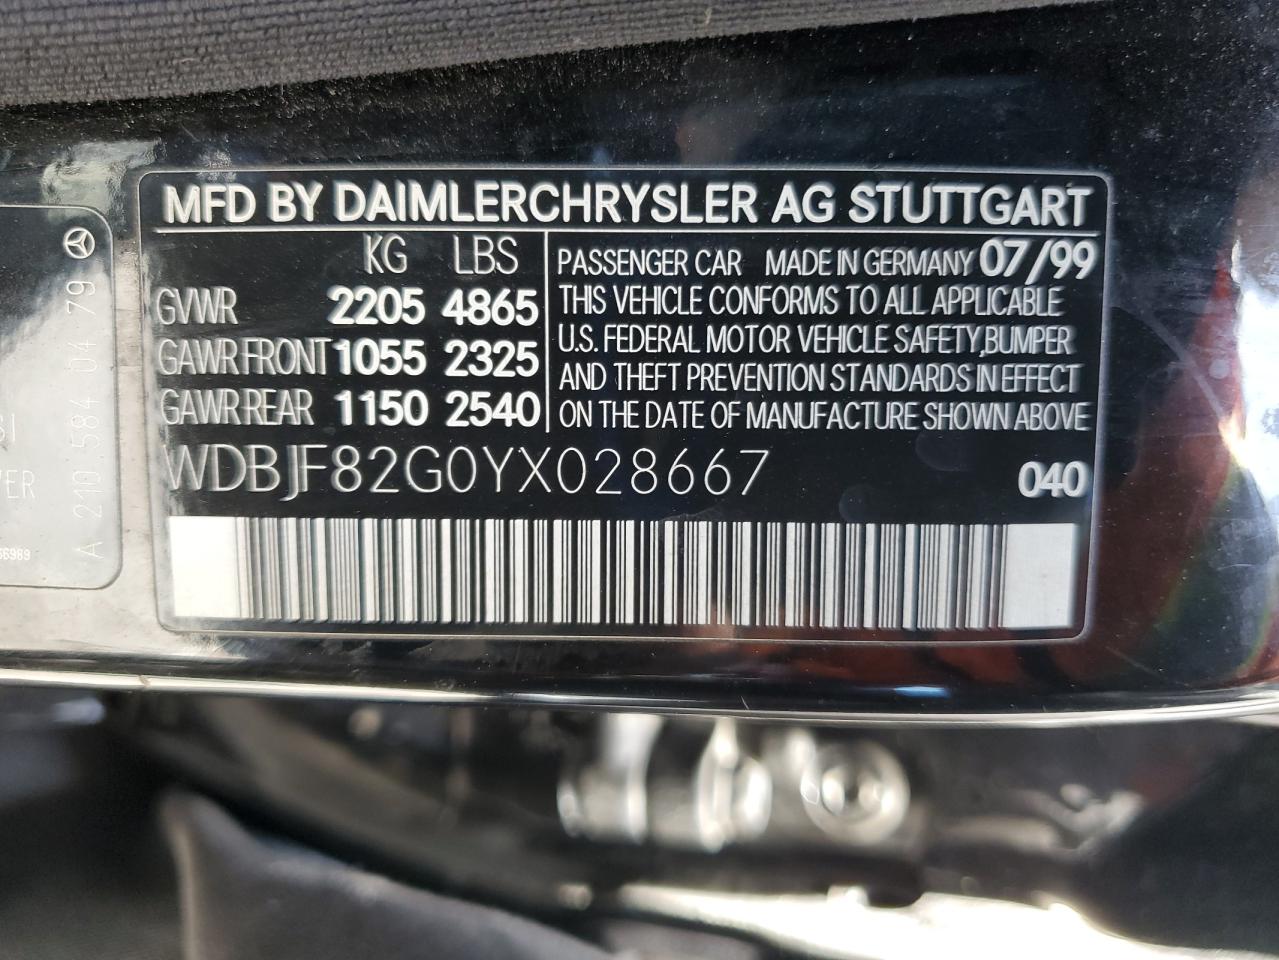 MFD BY DAIMLERCHRYSLER AG STUTTGART
KG LBS
GVWR 2205 4865
GAWR FRONT 1055 2325
GAWR REAR 1150 2540
PASSENGER CAR MADE IN GERMANY 07/99
THIS VEHICLE CONFORMS TO ALL APPLICABLE
U.S. FEDERAL MOTOR VEHICLE SAFETY, BUMPER
AND THEFT PREVENTION STANDARDS IN EFFECT
ON THE DATE OF MANUFACTURE SHOWN ABOVE
WDBJF82G0YX028667 040
A 210 584 04 79